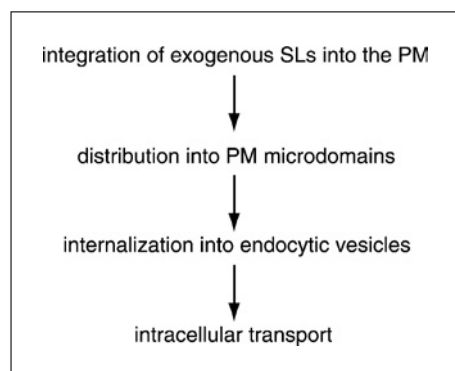 integration of exogenous SLs into the PM
distribution into PM microdomains
internalization into endocytic vesicles
intracellular transport